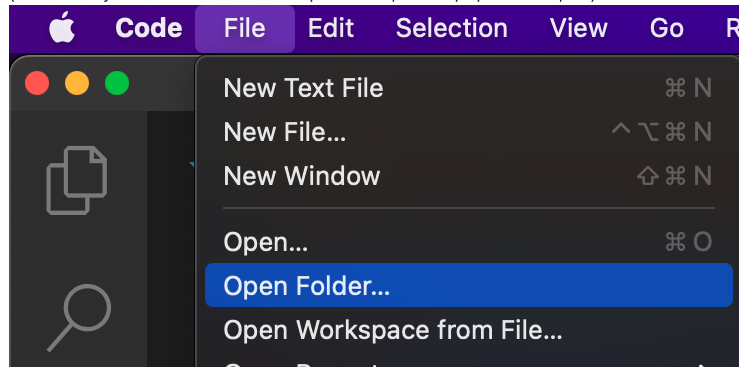 Code File Edit Selection View Go
New Text File ⌘ N
New File... ^ ⌥ ⌘ N
New Window ⇧ ⌘ N
Open... ⌘ O
Open Folder...
Open Workspace from File...